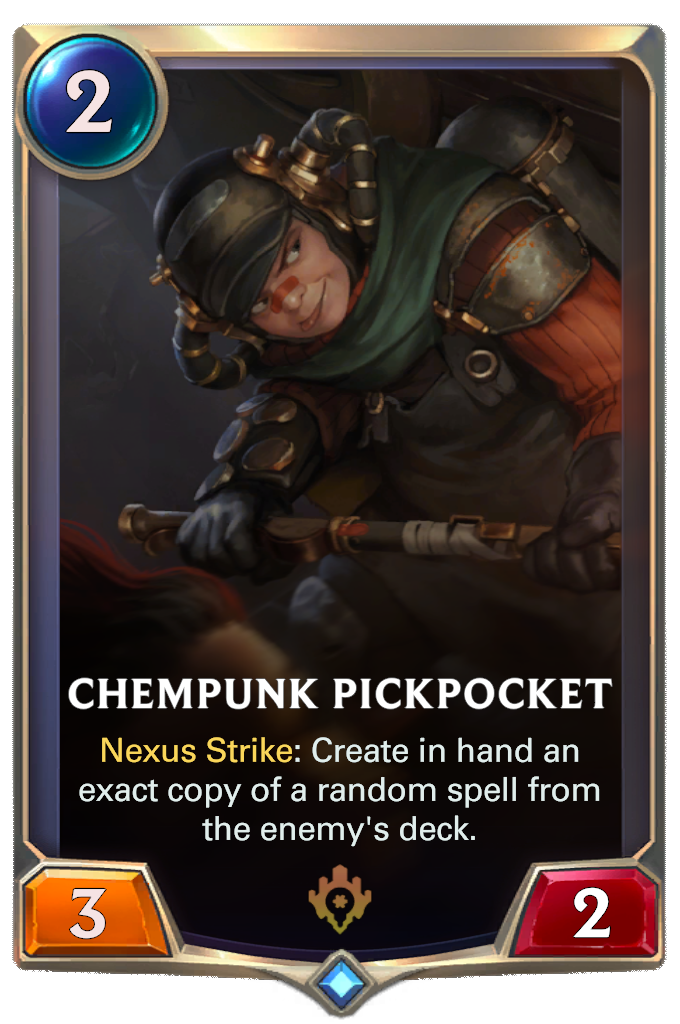 2
CHEMPUNK PICKPOCKET
Nexus Strike: Create in hand an
exact copy of a random spell from
the enemy's deck.
3
2